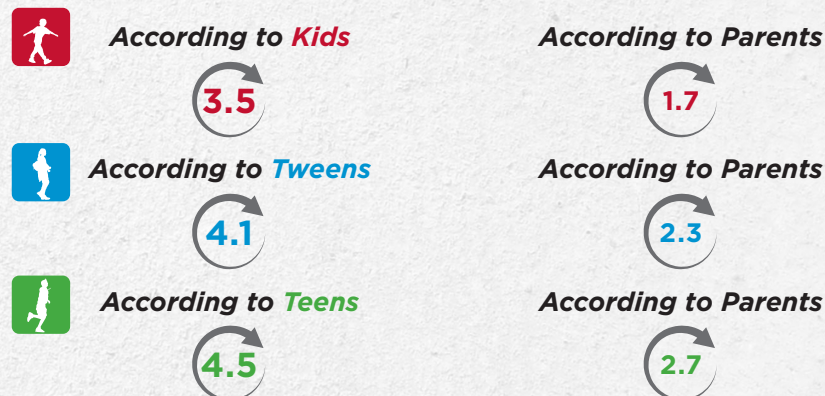 According to Kids
According to Parents
3.5
1.7
According to Tweens
According to Parents
4.1
2.3
According to Teens
According to Parents
4.5
2.7